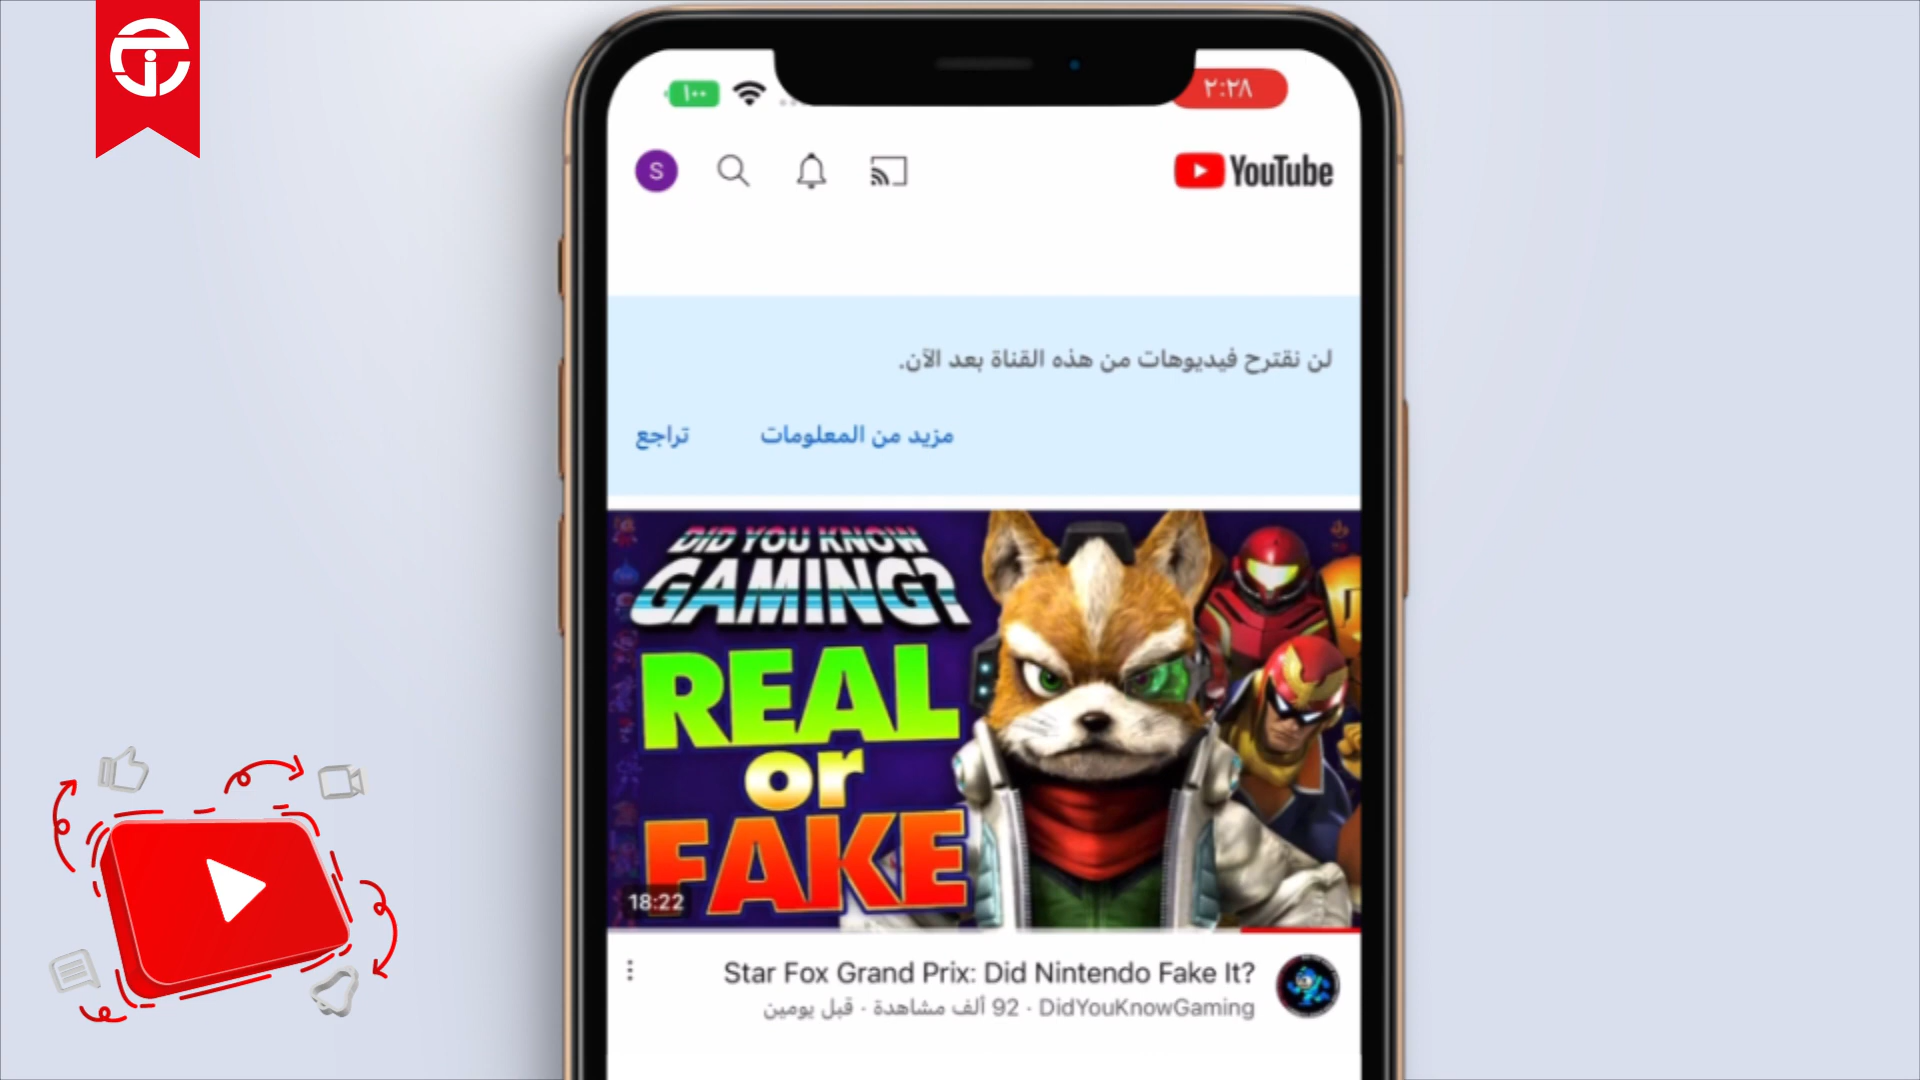 ٢:٢٨
١٠٠
YouTube
S
لن نقترح فيديوهات من هذه القناة بعد الآن.
مزيد من المعلومات
تراجع
DID YOU KNOW
GAMING?
REAL
or
FAKE
18:22
Star Fox Grand Prix: Did Nintendo Fake It?
DidYouKnowGaming · 92 ألف مشاهدة · قبل يومين